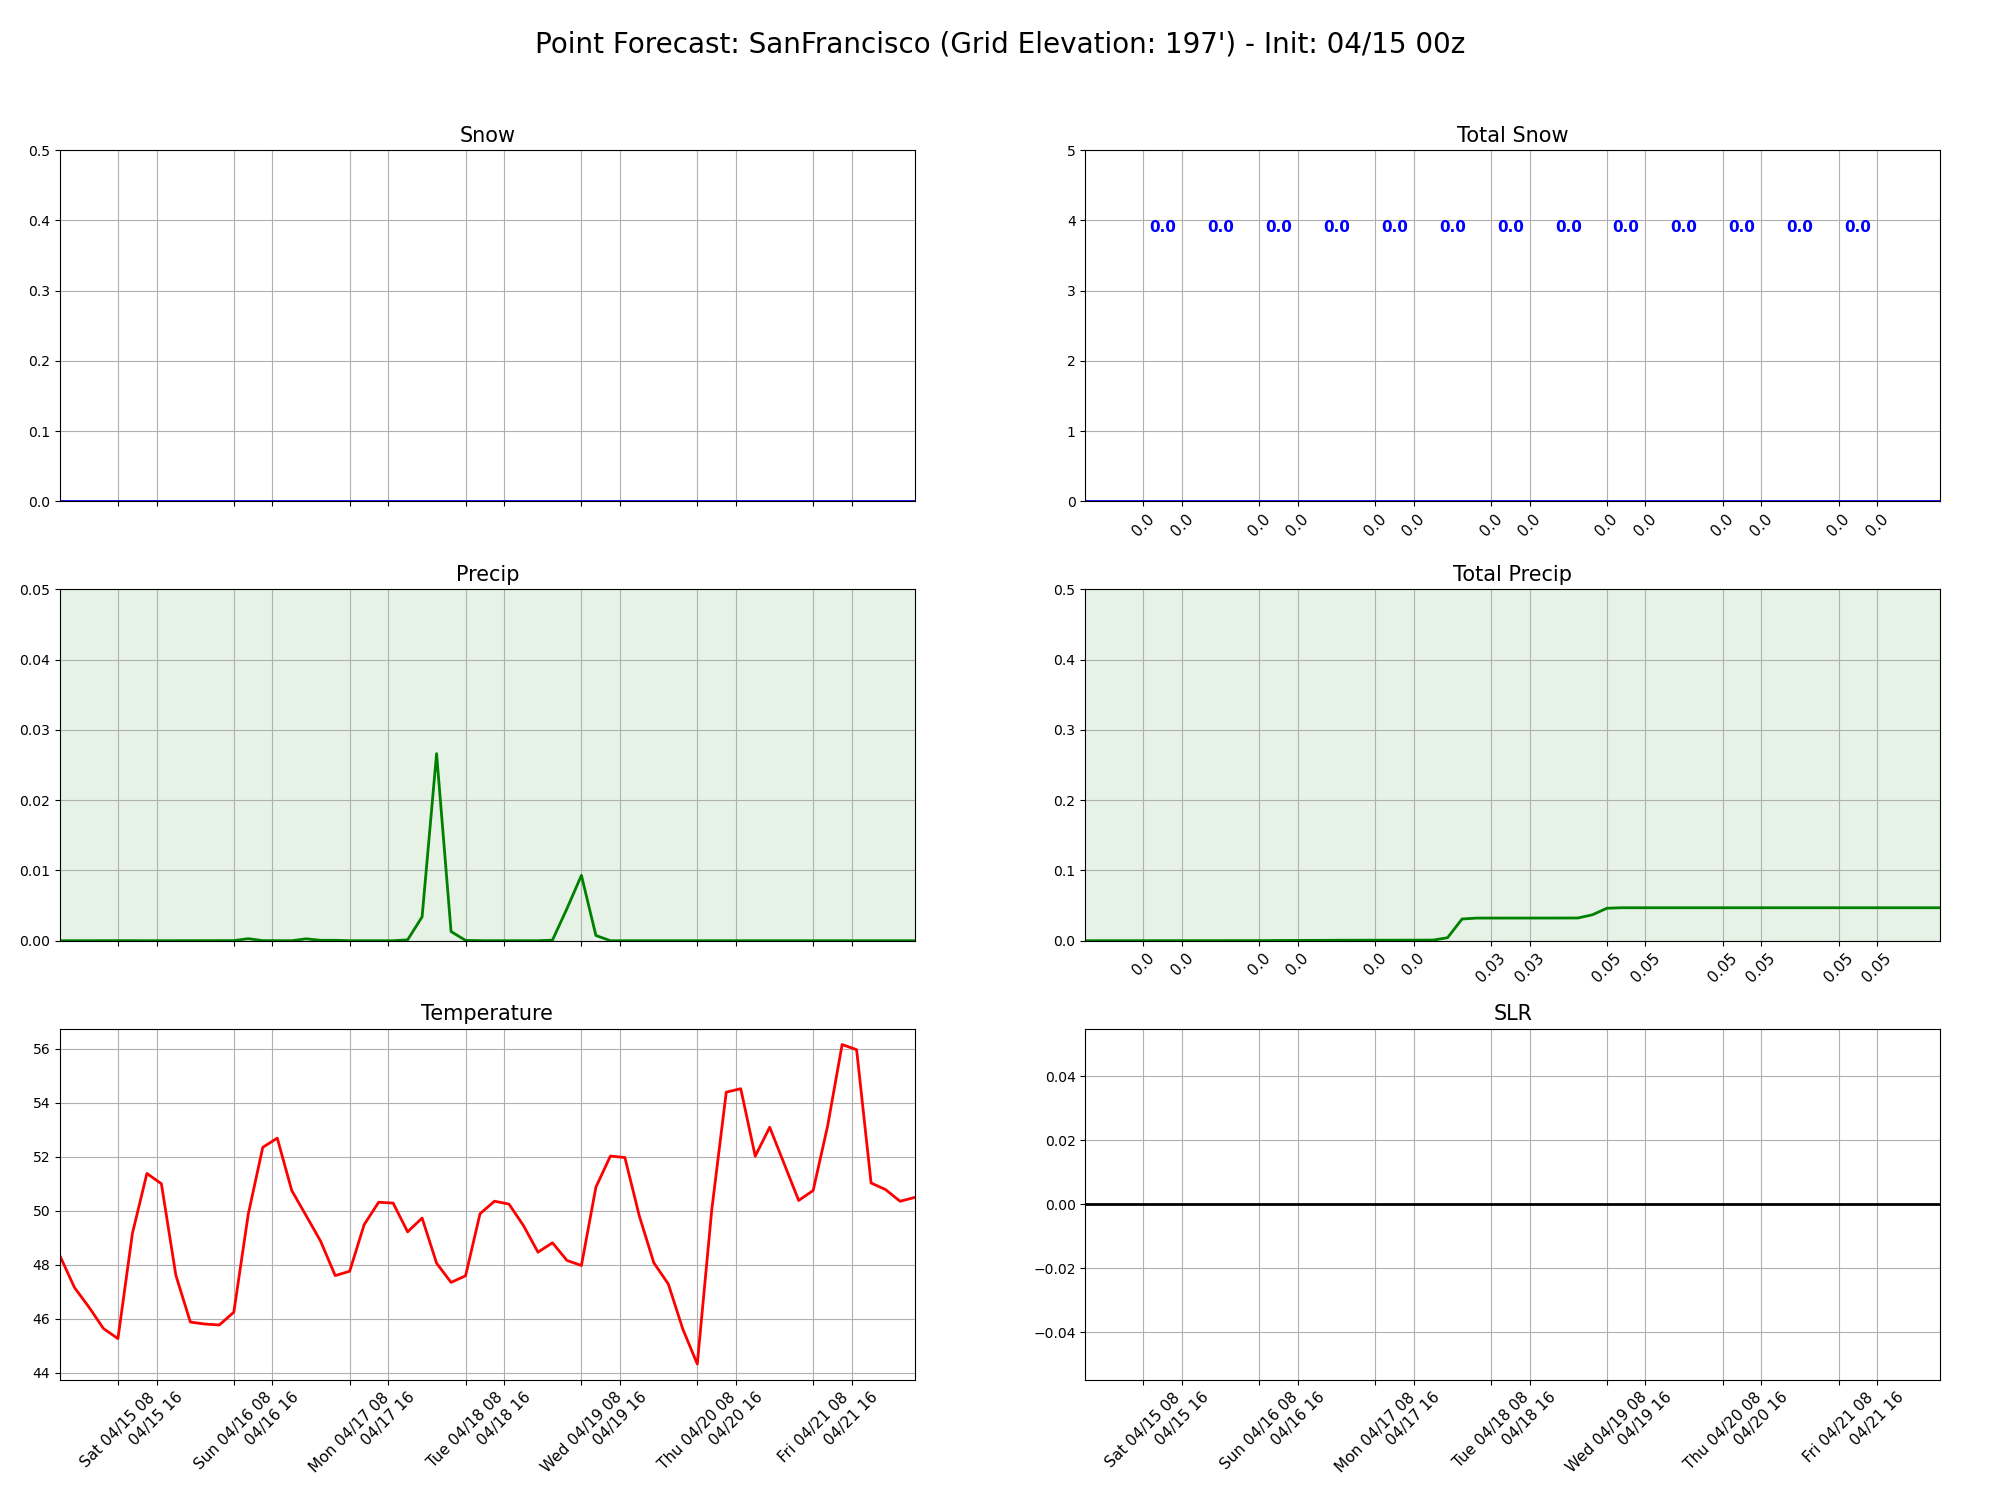 Point Forecast: SanFrancisco (Grid Elevation: 197') - Init: 04/15 00z
Snow
0.5
0.4
0.3
0.2
0.1
0.0
Total Snow
5
4
3
2
1
0
0.0 0.0 0.0 0.0 0.0 0.0 0.0 0.0 0.0 0.0 0.0 0.0 0.0
0.0 0.0 0.0 0.0 0.0 0.0 0.0 0.0 0.0 0.0 0.0 0.0 0.0 0.0
Precip
0.05
0.04
0.03
0.02
0.01
0.00
Total Precip
0.5
0.4
0.3
0.2
0.1
0.0
0.0 0.0 0.0 0.0 0.0 0.0 0.03 0.03 0.05 0.05 0.05 0.05 0.05 0.05
Temperature
56
54
52
50
48
46
44
Sat 04/15 08
04/15 16
Sun 04/16 08
04/16 16
Mon 04/17 08
04/17 16
Tue 04/18 08
04/18 16
Wed 04/19 08
04/19 16
Thu 04/20 08
04/20 16
Fri 04/21 08
04/21 16
SLR
0.04
0.02
0.00
−0.02
−0.04
Sat 04/15 08
04/15 16
Sun 04/16 08
04/16 16
Mon 04/17 08
04/17 16
Tue 04/18 08
04/18 16
Wed 04/19 08
04/19 16
Thu 04/20 08
04/20 16
Fri 04/21 08
04/21 16